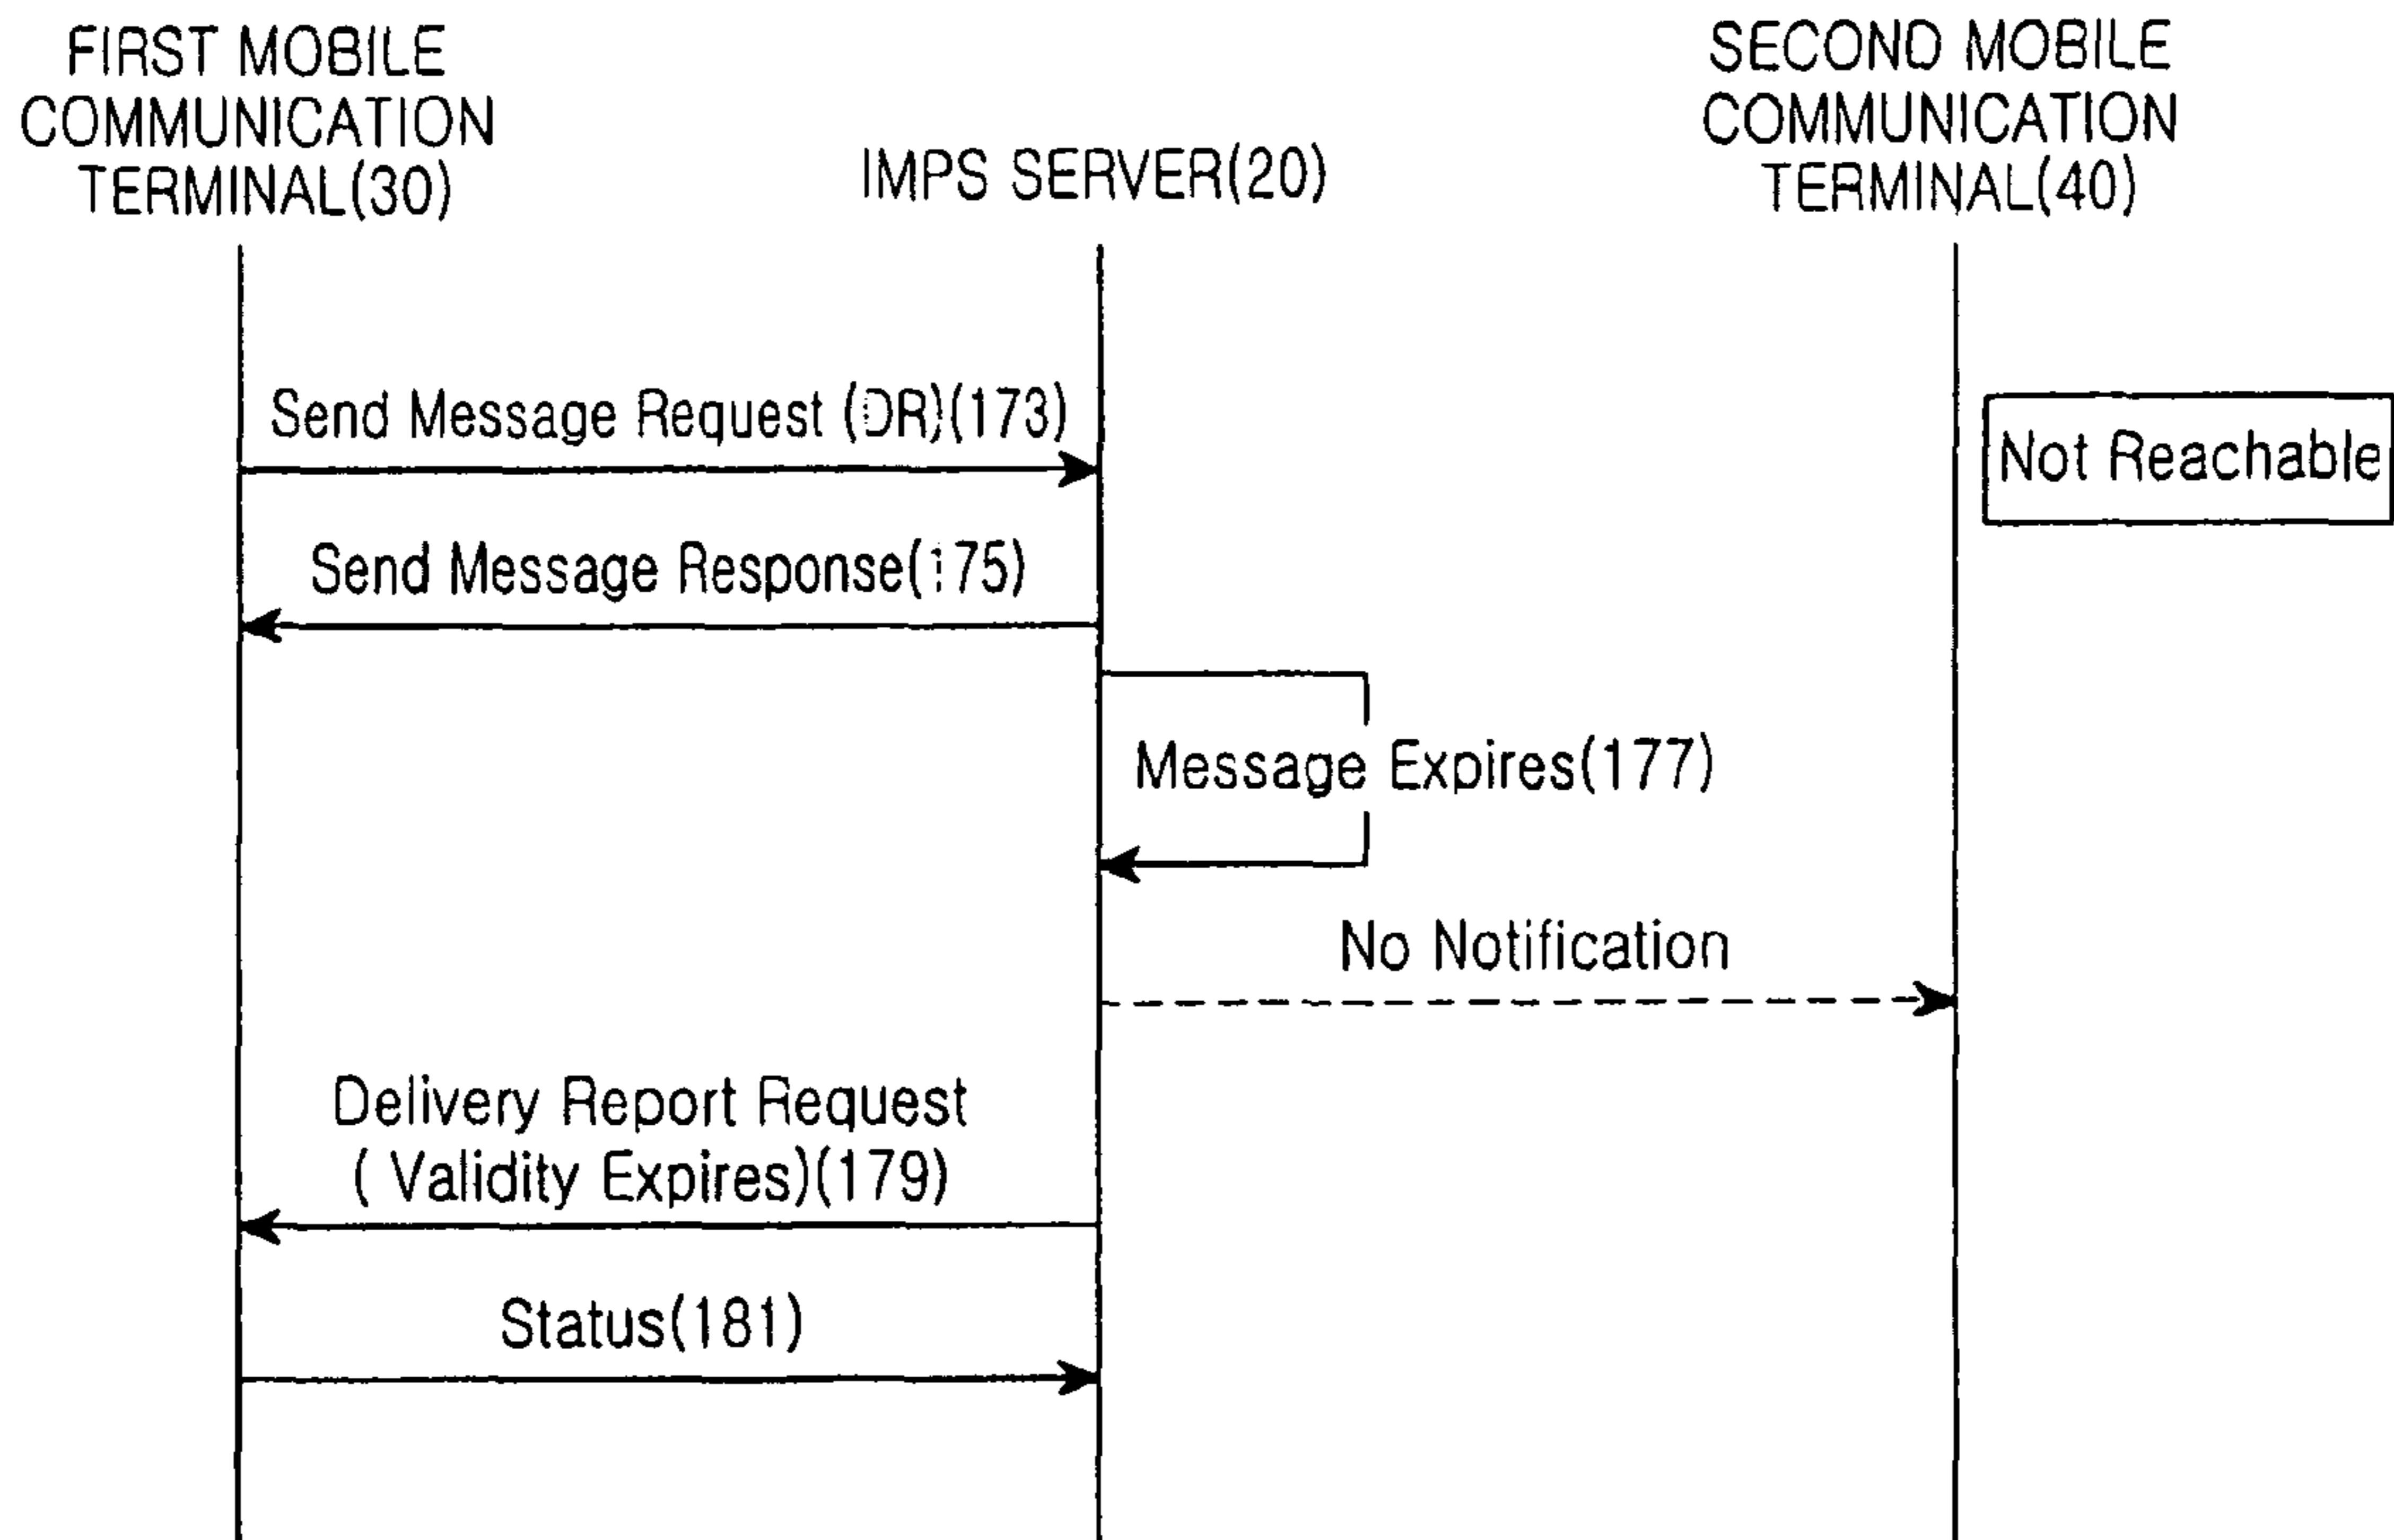 FIRST MOBILE
COMMUNICATION
TERMINAL(30)
IMPS SERVER(20)
SECOND MOBILE
COMMUNICATION
TERMINAL(40)
Send Message Request (DR)(173)
Not Reachable
Send Message Response(175)
Message Expires(177)
No Notification
Delivery Report Request
( Validity Expires)(179)
Status(181)